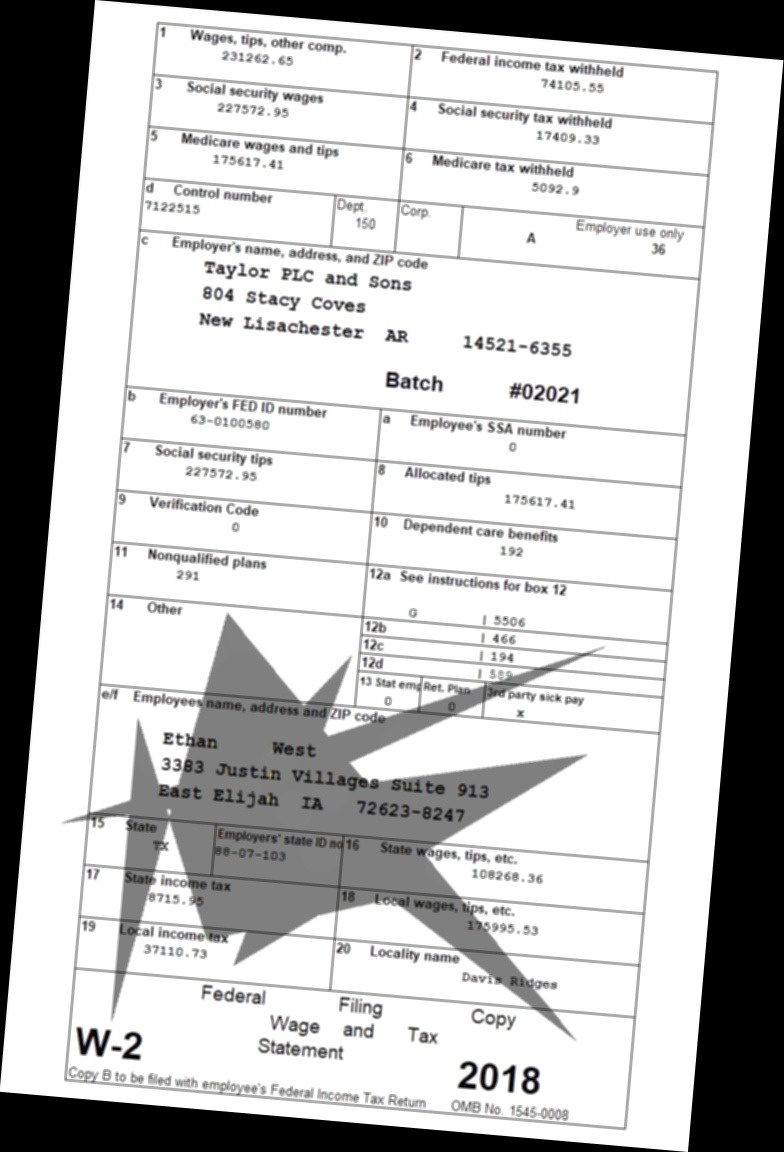 1 Wages, tips, other comp. 2 Federal income tax withheld
231262.65 74105.55
3 Social security wages 4 Social security tax withheld
227572.95 17409.33
5 Medicare wages and tips 6 Medicare tax withheld
175617.41 5092.9
d Control number Dept. Corp. Employer use only
7122515 150 A 36
c Employer's name, address, and ZIP code
Taylor PLC and Sons
804 Stacy Coves
New Lisachester AR 14521-6355
Batch #02021
b Employer's FED ID number a Employee's SSA number
63-0100580 0
7 Social security tips 8 Allocated tips
227572.95 175617.41
9 Verification Code 10 Dependent care benefits
0 192
11 Nonqualified plans 12a See instructions for box 12
291
14 Other G | 5506
12b | 466
12c | 194
12d | 589
13 Stat emp Ret. Plan 3rd party sick pay
0 0 x
e/f Employees name, address and ZIP code
Ethan West
3383 Justin Villages Suite 913
East Elijah IA 72623-8247
15 State Employers' state ID no 16 State wages, tips, etc.
TX 88-07-103 108268.36
17 State income tax 18 Local wages, tips, etc.
8715.95 175995.53
19 Local income tax 20 Locality name
37110.73 Davis Ridges
Federal Filing Copy
Wage and Tax
Statement
W-2 2018
Copy B to be filed with employee's Federal Income Tax Return OMB No. 1545-0008